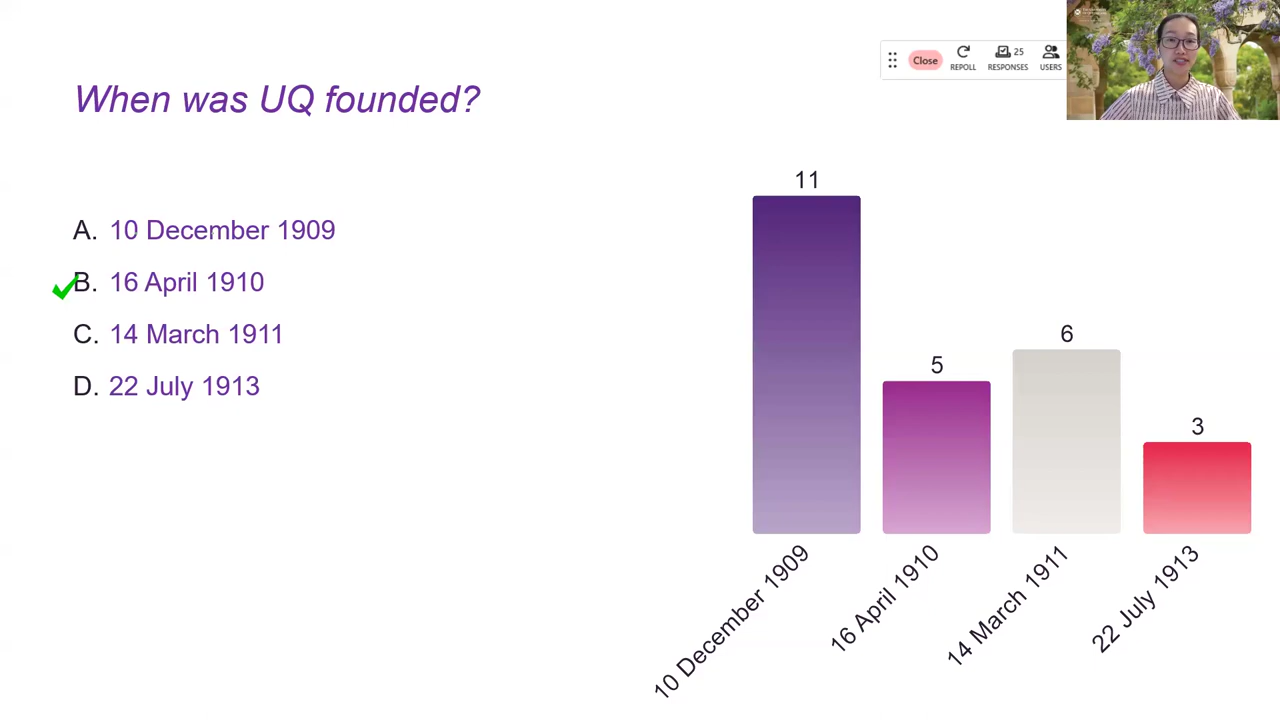 When was UQ founded?
Close
REPOLL
25
RESPONSES
USERS
A. 10 December 1909
B. 16 April 1910
C. 14 March 1911
D. 22 July 1913
11
5
6
3
10 December 1909
16 April 1910
14 March 1911
22 July 1913